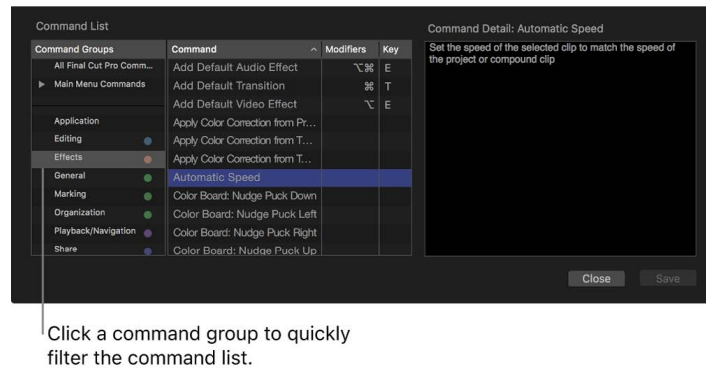 Command List
Command Detail: Automatic Speed
Command Groups
Command
Modifiers
Key
All Final Cut Pro Comm...
Main Menu Commands
Application
Editing
Effects
General
Marking
Organization
Playback/Navigation
Share
Add Default Audio Effect ⌥⌘ E
Add Default Transition ⌘ T
Add Default Video Effect ⌥ E
Apply Color Correction from Pr...
Apply Color Correction from T...
Apply Color Correction from T...
Automatic Speed
Color Board: Nudge Puck Down
Color Board: Nudge Puck Left
Color Board: Nudge Puck Right
Color Board: Nudge Puck Up
Set the speed of the selected clip to match the speed of
the project or compound clip
Close
Save
Click a command group to quickly
filter the command list.